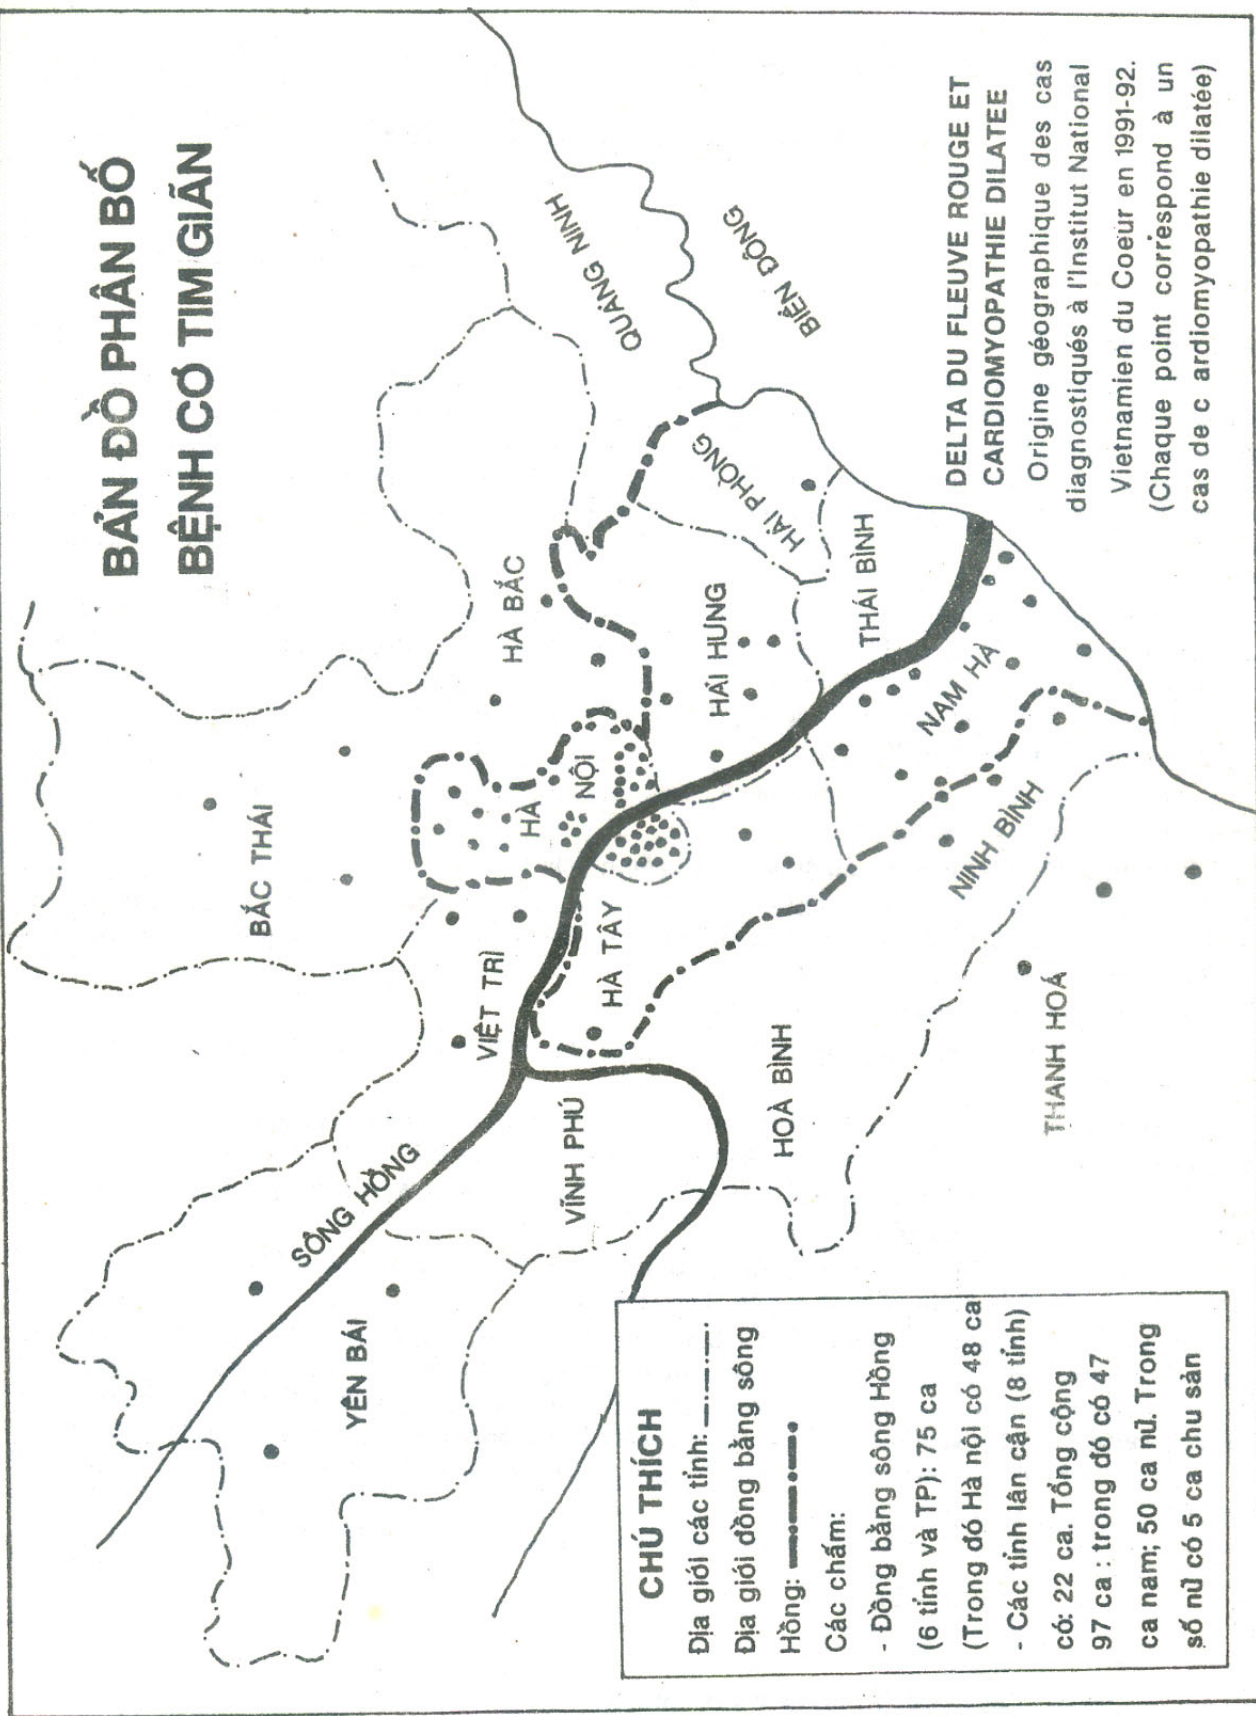 BẢN ĐỒ PHÂN BỐ
BỆNH CƠ TIM GIÃN
BẮC THÁI
HÀ BẮC
QUẢNG NINH
BIỂN ĐÔNG
YÊN BÁI
SÔNG HỒNG
VIỆT TRÌ
VĨNH PHÚ
HÀ
NỘI
HÀ TÂY
HẢI HƯNG
HẢI PHÒNG
THÁI BÌNH
HOÀ BÌNH
NAM HÀ
NINH BÌNH
THANH HOÁ
DELTA DU FLEUVE ROUGE ET
CARDIOMYOPATHIE DILATEE
Origine géographique des cas
diagnostiqués à l'Institut National
Vietnamien du Coeur en 1991-92.
(Chaque point correspond à un
cas de c ardiomyopathie dilatée)
CHÚ THÍCH
Địa giới các tỉnh:
Địa giới đồng bằng sông
Hồng:
Các chấm:
- Đồng bằng sông Hồng
(6 tỉnh và TP): 75 ca
(Trong đó Hà nội có 48 ca
- Các tỉnh lân cận (8 tỉnh)
có: 22 ca. Tổng cộng
97 ca : trong đó có 47
ca nam; 50 ca nữ. Trong
số nữ có 5 ca chu sản